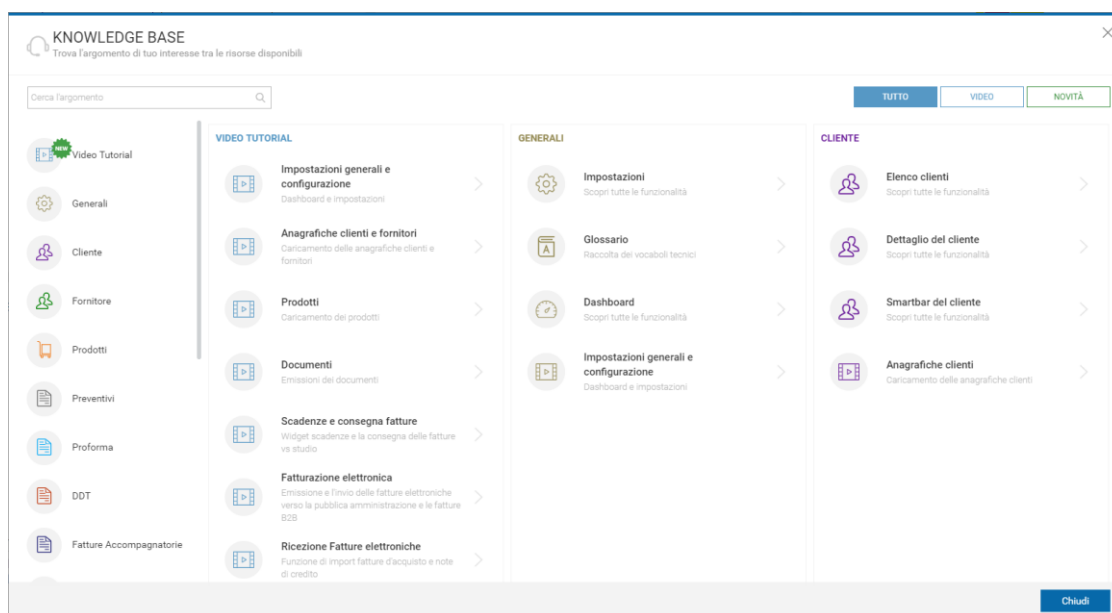 KNOWLEDGE BASE
Trova l'argomento di tuo interesse tra le risorse disponibili
Cerca l'argomento
TUTTO
VIDEO
NOVITÀ
NEW
Video Tutorial
Generali
Cliente
Fornitore
Prodotti
Preventivi
Proforma
DDT
Fatture Accompagnatorie
VIDEO TUTORIAL
Impostazioni generali e
configurazione
Dashboard e impostazioni
Anagrafiche clienti e fornitori
Caricamento delle anagrafiche clienti e
fornitori
Prodotti
Caricamento dei prodotti
Documenti
Emissioni dei documenti
Scadenze e consegna fatture
Widget scadenze e la consegna delle fatture
vs studio.
Fatturazione elettronica
Emissione e l'invio delle fatture elettroniche
verso la pubblica amministrazione e le fatture
B2B
Ricezione Fatture elettroniche
Funzione di import fatture d'acquisto e note
di credito
GENERALI
Impostazioni
Scopri tutte le funzionalità
A
Glossario
Raccolta dei vocaboli tecnici
Dashboard
Scopri tutte le funzionalità
Impostazioni generali e
configurazione
Dashboard e impostazioni
CLIENTE
Elenco clienti
Scopri tutte le funzionalità
Dettaglio del cliente
Scopri tutte le funzionalità
Smartbar del cliente
Scopri tutte le funzionalità
Anagrafiche clienti
Caricamento delle anagrafiche clienti
Chiudi